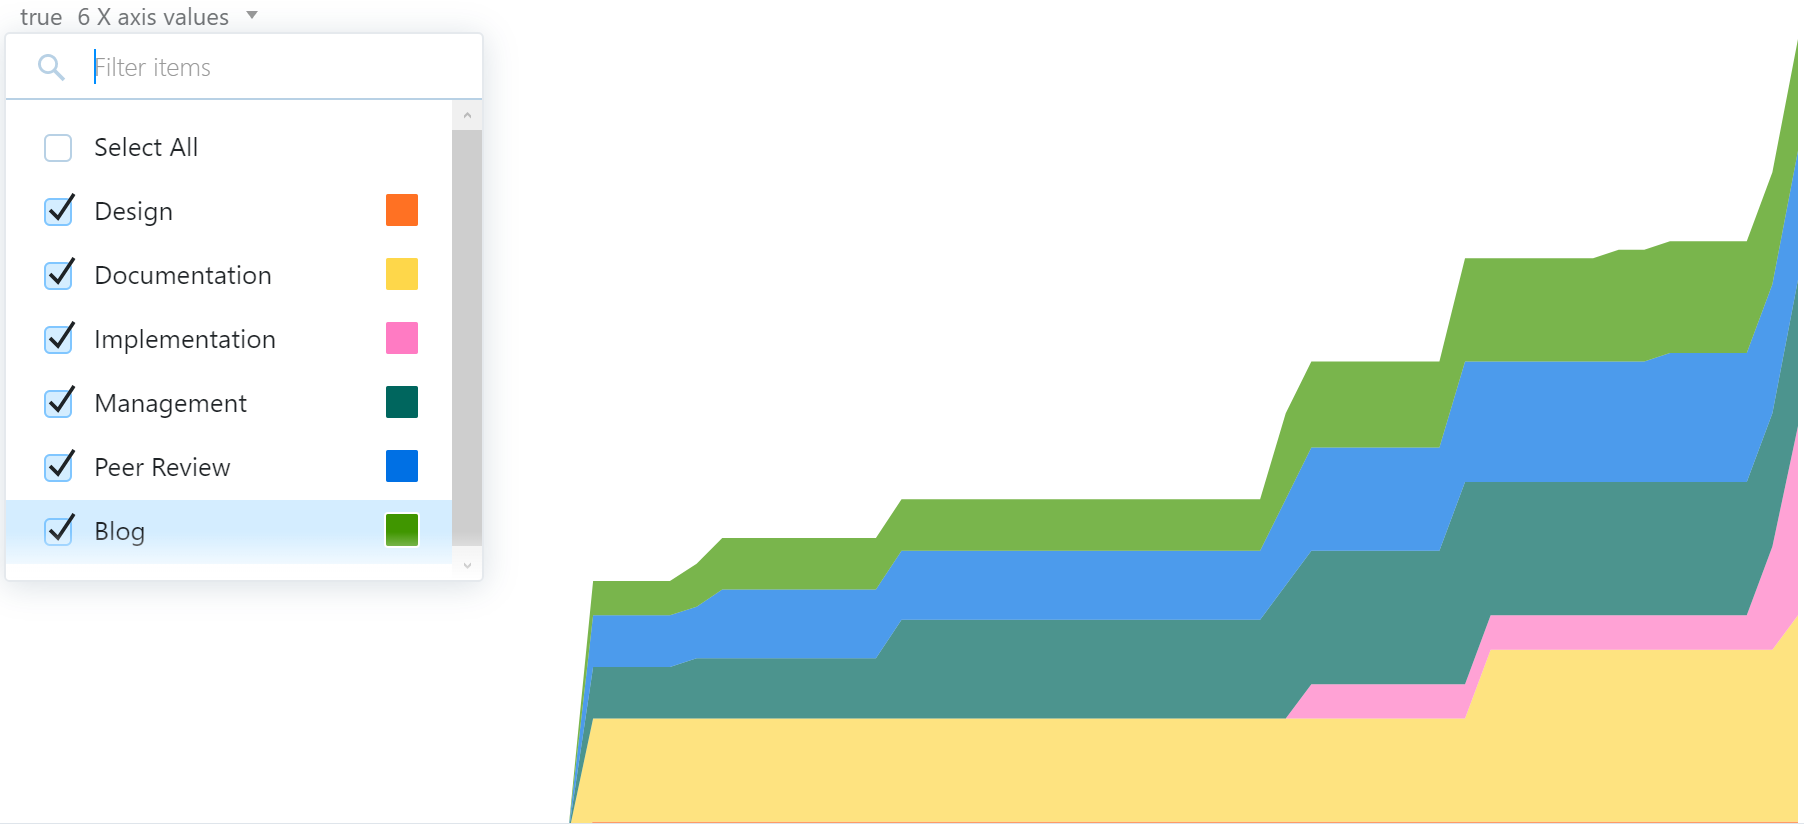 true 6 X axis values
Filter items
Select All
Design
Documentation
Implementation
Management
Peer Review
Blog